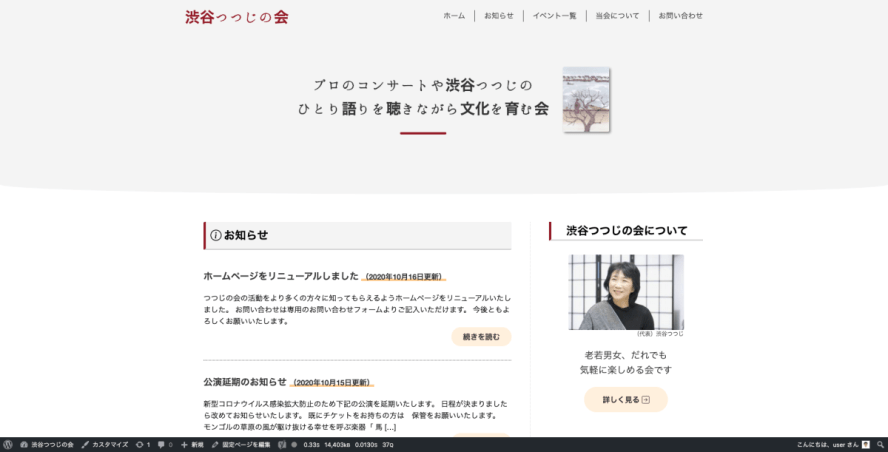 渋谷つつじの会
ホーム
お知らせ
イベント一覧
当会について
お問い合わせ
プロのコンサートや渋谷つつじの
ひとり語りを聴きながら文化を育む会
お知らせ
ホームページをリニューアルしました （2020年10月16日更新）
つつじの会の活動をより多くの方々に知ってもらえるようホームページをリニューアルいたし
ました。 お問い合わせは専用のお問い合わせフォームよりご記入いただけます。 今後ともよ
ろしくお願いいたします。
続きを読む
公演延期のお知らせ （2020年10月15日更新）
新型コロナウイルス感染拡大防止のため下記の公演を延期いたします。 日程が決まりました
ら改めてお知らせいたします。 既にチケットをお持ちの方は　保管をお願いいたします。
モンゴルの草原の風が駆け抜ける幸せを呼ぶ楽器「 馬 [...]
渋谷つつじの会について
（代表）渋谷つつじ
老若男女、だれでも
気軽に楽しめる会です
詳しく見る
渋谷つつじの会 カスタマイズ 1 0 新規 固定ページを編集 0.33s 14,403KB 0.0130s 37Q
こんにちは、user さん